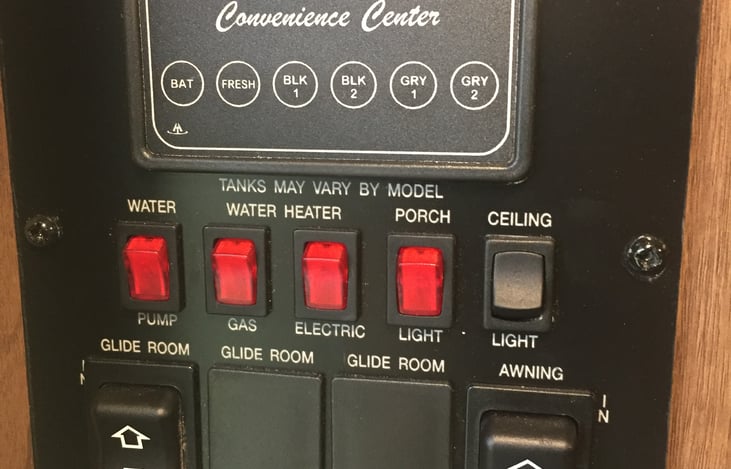 Convenience Center
BAT FRESH BLK 1 BLK 2 GRY 1 GRY 2
TANKS MAY VARY BY MODEL
WATER WATER HEATER PORCH CEILING
PUMP GAS ELECTRIC LIGHT LIGHT
GLIDE ROOM GLIDE ROOM GLIDE ROOM AWNING
IN IN